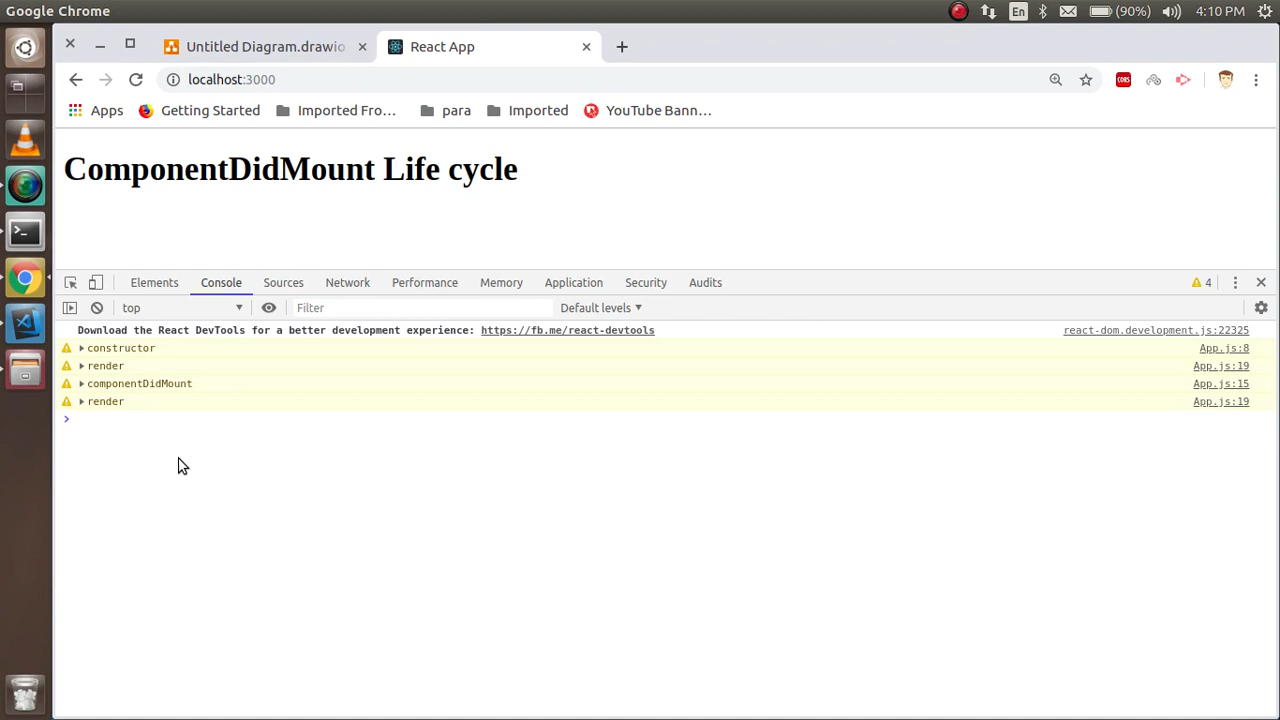 Google Chrome En (90%) 4:10 PM
Untitled Diagram.drawio React App
localhost:3000 CORS
Apps Getting Started Imported Fro... para Imported YouTube Bann...
ComponentDidMount Life cycle
Elements Console Sources Network Performance Memory Application Security Audits 4
top Filter Default levels
Download the React DevTools for a better development experience: https://fb.me/react-devtools react-dom.development.js:22325
constructor App.js:8
render App.js:19
componentDidMount App.js:15
render App.js:19